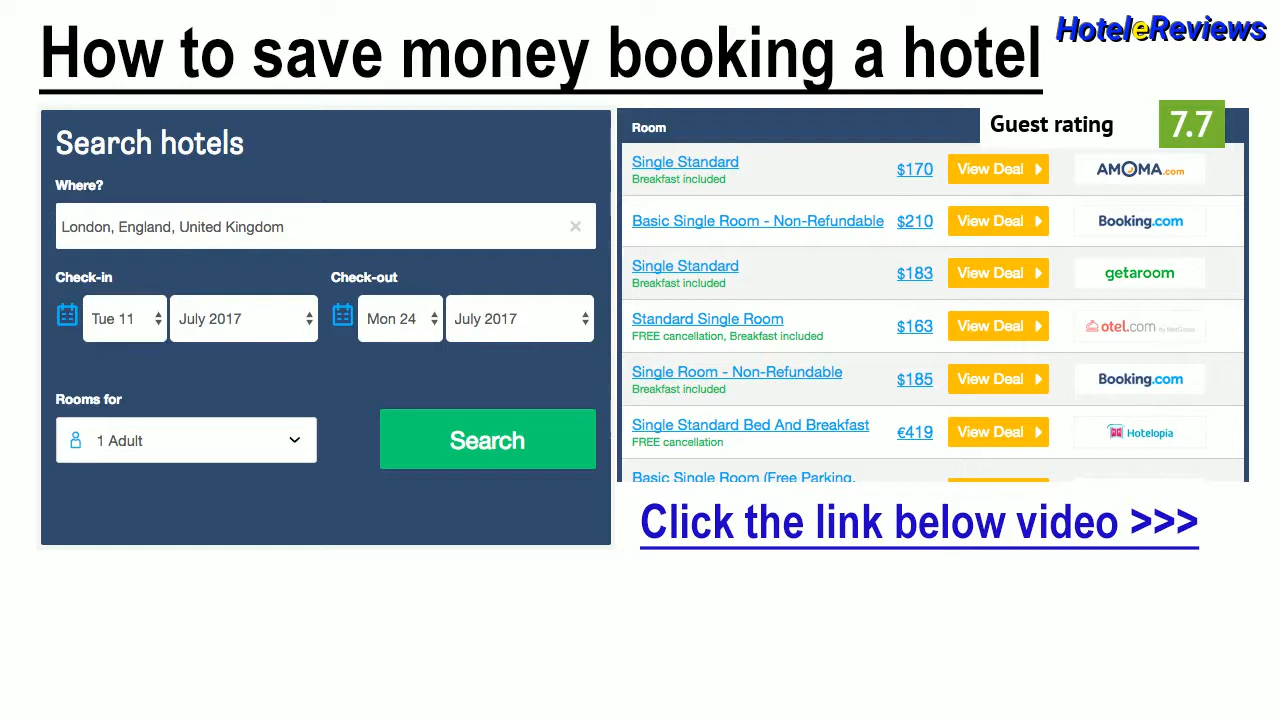 How to save money booking a hotel
HoteleReviews
Search hotels
Where?
London, England, United Kingdom
Check-in
Check-out
Tue 11
July 2017
Mon 24
July 2017
Rooms for
1 Adult
Search
Room
Guest rating
7.7
Single Standard
Breakfast included
$170
View Deal
AMOMA.com
Basic Single Room - Non-Refundable
$210
View Deal
Booking.com
Single Standard
Breakfast included
$183
View Deal
getaroom
Standard Single Room
FREE cancellation, Breakfast included
$163
View Deal
otel.com
Single Room - Non-Refundable
Breakfast included
$185
View Deal
Booking.com
Single Standard Bed And Breakfast
FREE cancellation
€419
View Deal
Hotelopia
Basic Single Room (Free Parking,
Click the link below video >>>